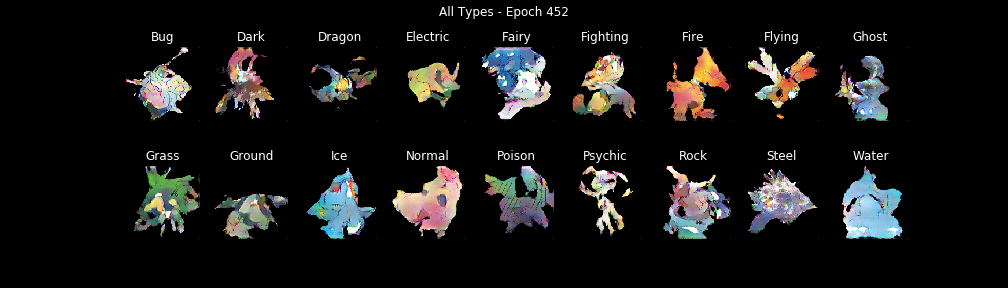 All Types - Epoch 452
Bug Dark Dragon Electric Fairy Fighting Fire Flying Ghost
Grass Ground Ice Normal Poison Psychic Rock Steel Water